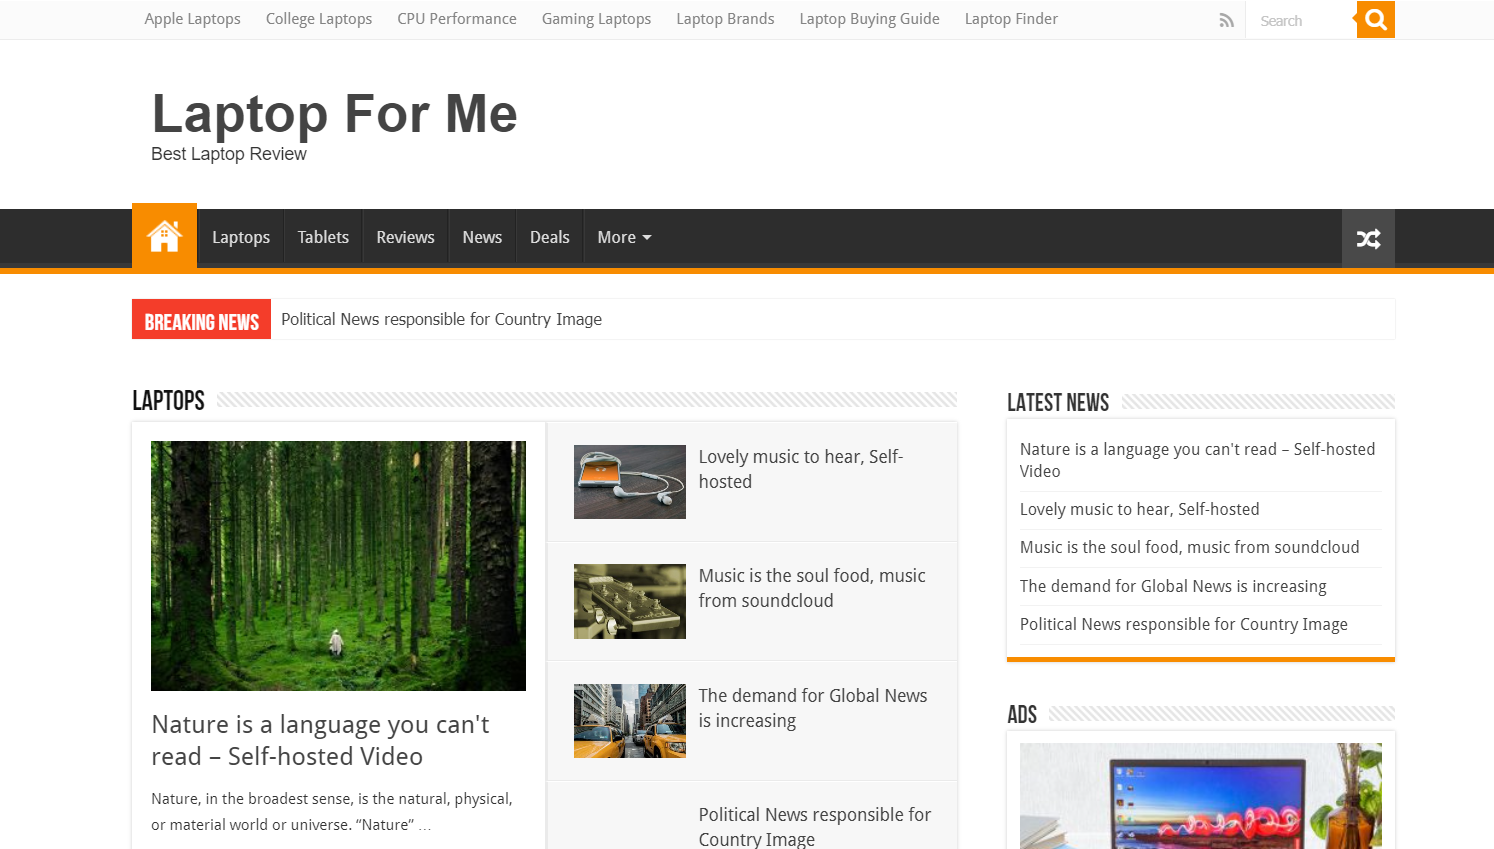 Apple Laptops College Laptops CPU Performance Gaming Laptops Laptop Brands Laptop Buying Guide Laptop Finder Search
Laptop For Me
Best Laptop Review
Laptops Tablets Reviews News Deals More
BREAKING NEWS Political News responsible for Country Image
LAPTOPS
Nature is a language you can't
read – Self-hosted Video
Nature, in the broadest sense, is the natural, physical,
or material world or universe. “Nature” …
Lovely music to hear, Self-
hosted
Music is the soul food, music
from soundcloud
The demand for Global News
is increasing
Political News responsible for
Country Image
LATEST NEWS
Nature is a language you can't read – Self-hosted
Video
Lovely music to hear, Self-hosted
Music is the soul food, music from soundcloud
The demand for Global News is increasing
Political News responsible for Country Image
ADS